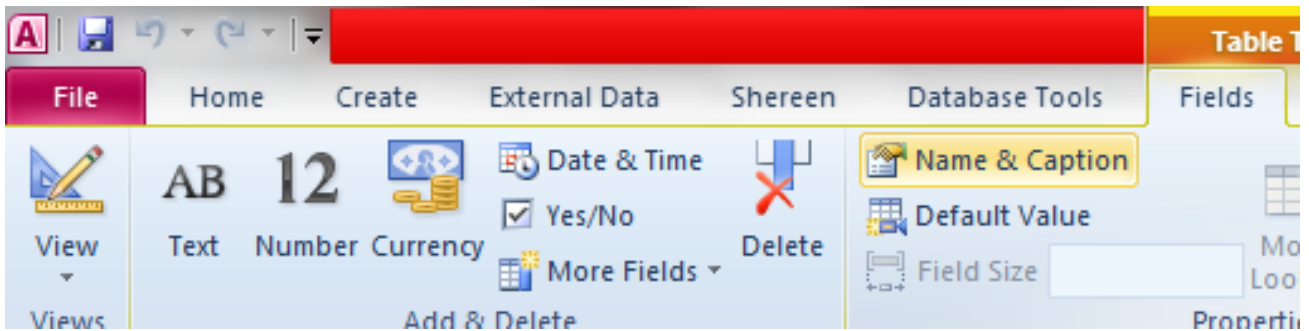 A
Table T
File Home Create External Data Shereen Database Tools Fields
AB 12 Date & Time Name & Caption
Yes/No Default Value
View Text Number Currency Delete
More Fields Field Size
Views Add & Delete